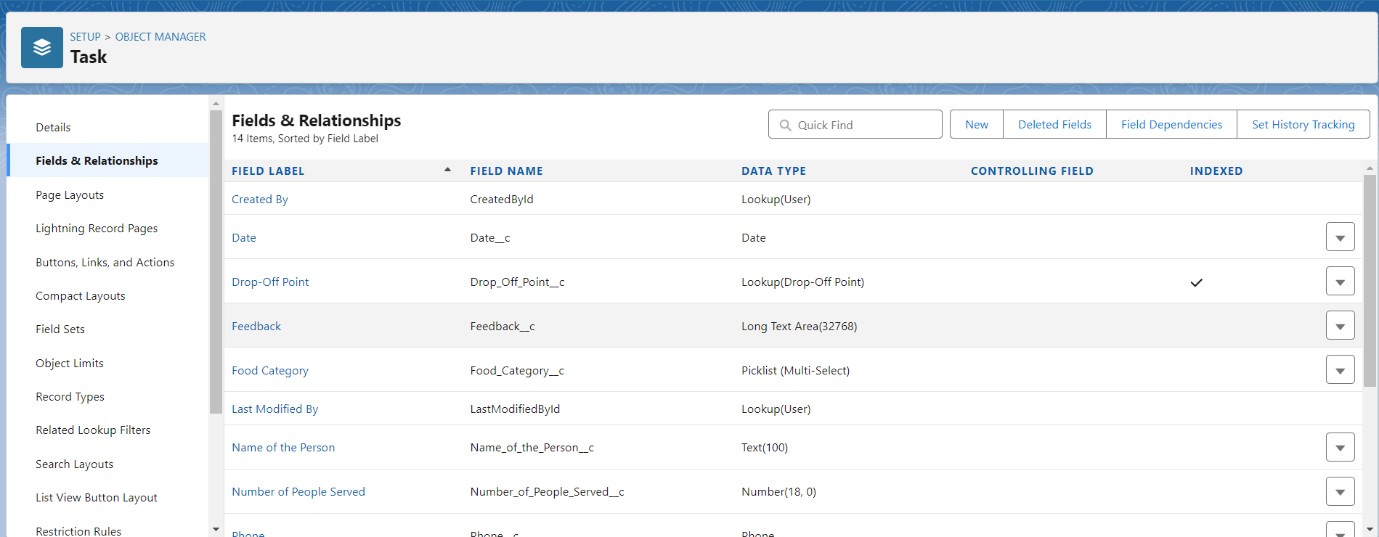 SETUP > OBJECT MANAGER
Task
Details
Fields & Relationships
Page Layouts
Lightning Record Pages
Buttons, Links, and Actions
Compact Layouts
Field Sets
Object Limits
Record Types
Related Lookup Filters
Search Layouts
List View Button Layout
Restriction Rules
Fields & Relationships
14 Items, Sorted by Field Label
Quick Find
New Deleted Fields Field Dependencies Set History Tracking
FIELD LABEL FIELD NAME DATA TYPE CONTROLLING FIELD INDEXED
Created By CreatedById Lookup(User)
Date Date__c Date
Drop-Off Point Drop_Off_Point__c Lookup(Drop-Off Point)
Feedback Feedback__c Long Text Area(32768)
Food Category Food_Category__c Picklist (Multi-Select)
Last Modified By LastModifiedById Lookup(User)
Name of the Person Name_of_the_Person__c Text(100)
Number of People Served Number_of_People_Served__c Number(18, 0)
Phone Phone__c Phone